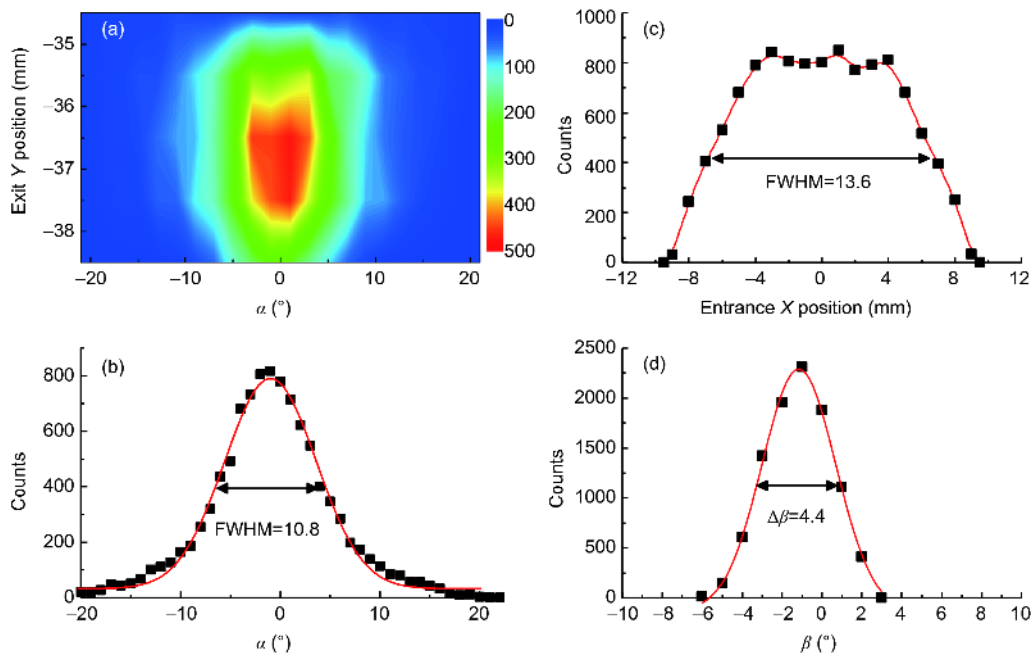 (a)
Exit Y position (mm)
−35
−36
−37
−38
−20 −10 0 10 20
α (°)
0
100
200
300
400
500
(c)
Counts
1000
800
600
400
200
0
FWHM=13.6
−12 −8 −4 0 4 8 12
Entrance X position (mm)
(b)
Counts
800
600
400
200
0
FWHM=10.8
−20 −10 0 10 20
α (°)
(d)
Counts
2500
2000
1500
1000
500
0
Δβ=4.4
−10 −8 −6 −4 −2 0 2 4 6 8 10
β (°)